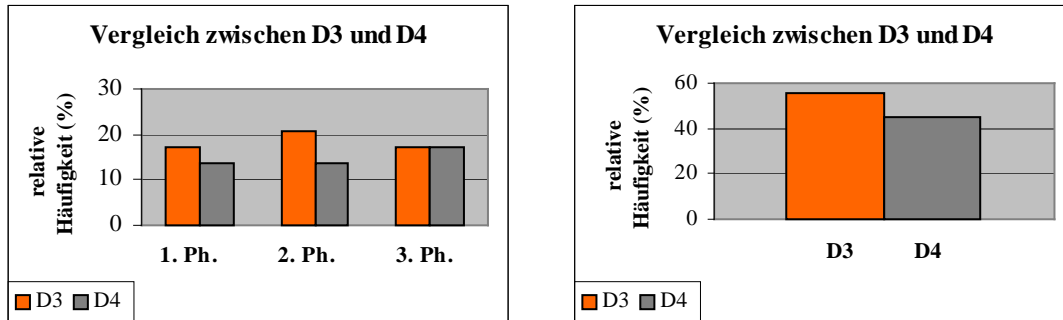 Vergleich zwischen D3 und D4
relative
Häufigkeit (%)
30
20
10
0
1. Ph. 2. Ph. 3. Ph.
D3 D4
Vergleich zwischen D3 und D4
relative
Häufigkeit (%)
60
40
20
0
D3 D4
D3 D4